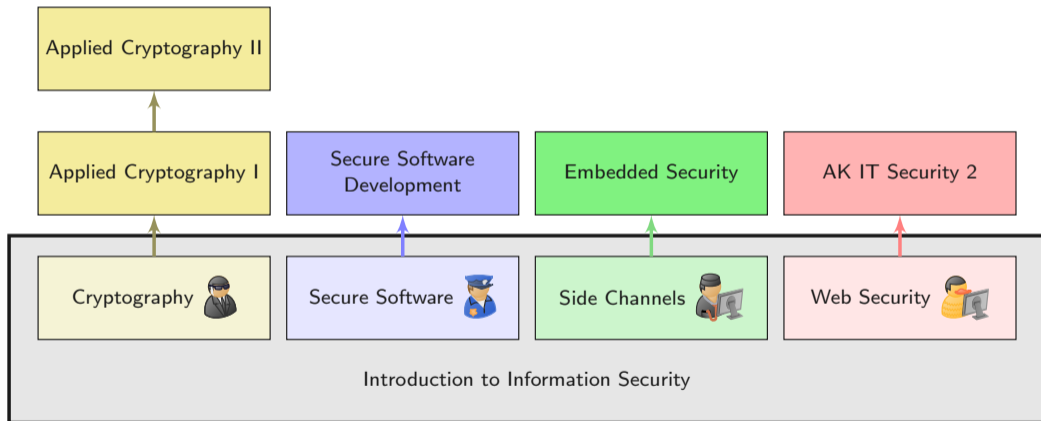 Applied Cryptography II
Applied Cryptography I
Secure Software
Development
Embedded Security
AK IT Security 2
Cryptography
Secure Software
Side Channels
Web Security
Introduction to Information Security